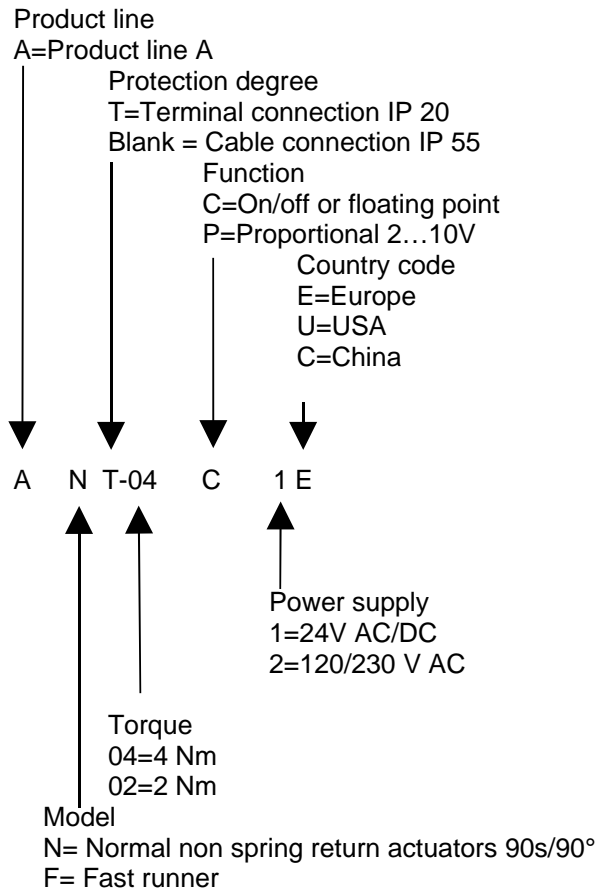 Product line
A=Product line A
Protection degree
T=Terminal connection IP 20
Blank = Cable connection IP 55
Function
C=On/off or floating point
P=Proportional 2…10V
Country code
E=Europe
U=USA
C=China
A N T-04 C 1 E
Power supply
1=24V AC/DC
2=120/230 V AC
Torque
04=4 Nm
02=2 Nm
Model
N= Normal non spring return actuators 90s/90°
F= Fast runner